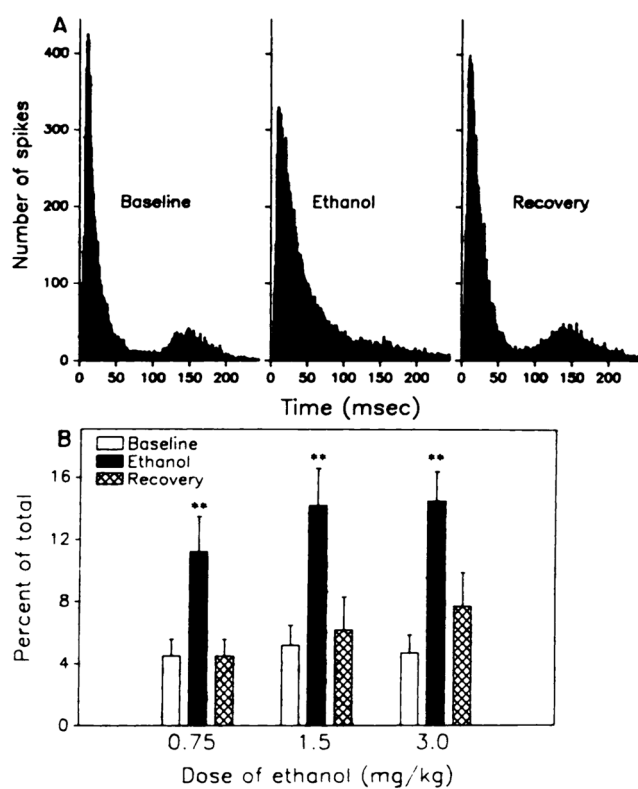 A
Number of spikes
400
300
200
100
0
Baseline
Ethanol
Recovery
0 50 100 150 200
0 50 100 150 200
0 50 100 150 200
Time (msec)
B
Baseline
Ethanol
Recovery
Percent of total
16
12
8
4
0
**
**
**
0.75 1.5 3.0
Dose of ethanol (mg/kg)